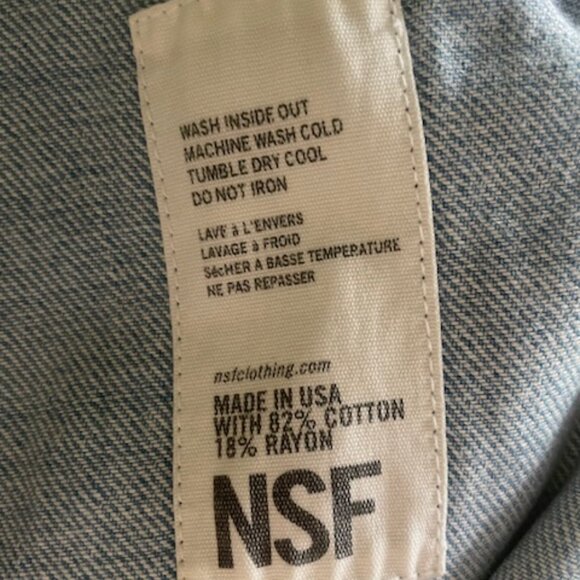 WASH INSIDE OUT
MACHINE WASH COLD
TUMBLE DRY COOL
DO NOT IRON
LAVE à L'ENVERS
LAVAGE à FROID
SéCHER A BASSE TEMPERATURE
NE PAS REPASSER
nsfclothing.com
MADE IN USA
WITH 82% COTTON
18% RAYON
NSF